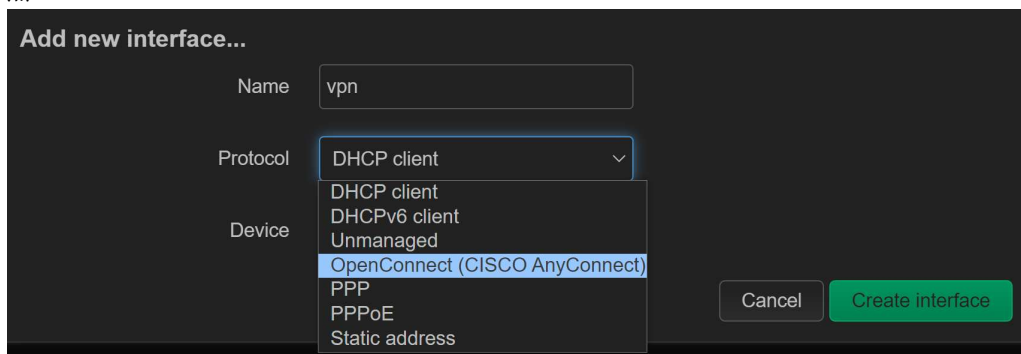 Add new interface...
Name vpn
Protocol DHCP client
DHCP client
DHCPv6 client
Device
Unmanaged
OpenConnect (CISCO AnyConnect)
PPP
PPPoE
Static address
Cancel Create interface